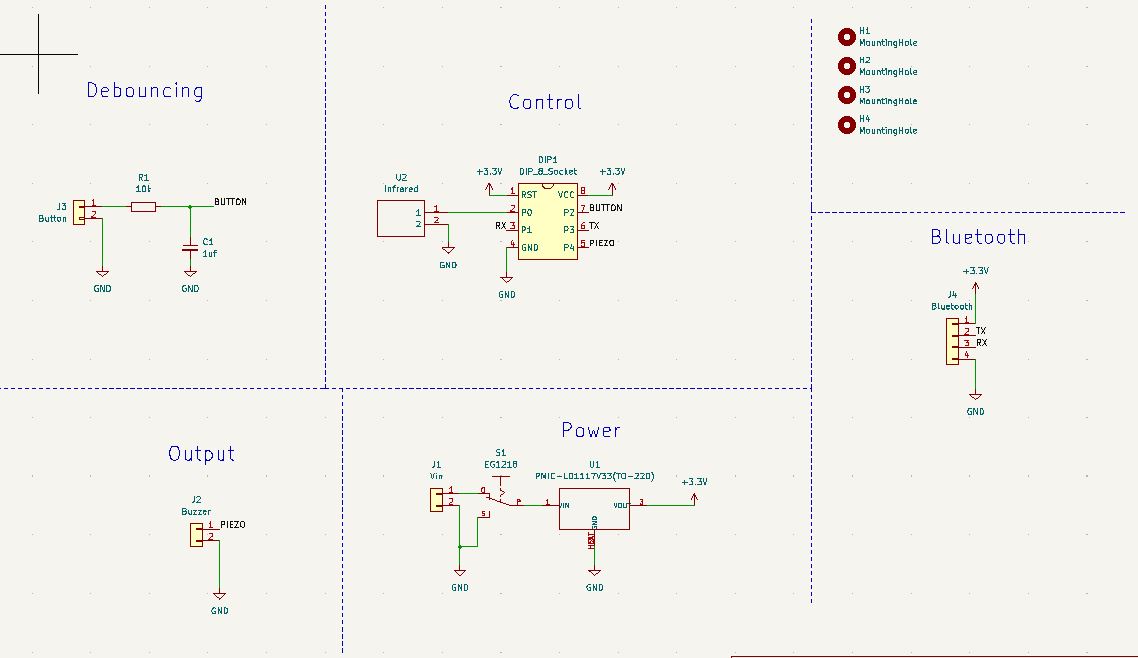 Debouncing
R1
10k
J3
Button
1
2
BUTTON
C1
1uf
GND
GND
Control
U2
Infrared
1
2
1
2
GND
+3.3V
DIP1
DIP_8_Socket
+3.3V
1 RST VCC 8
2 P0 P2 7 BUTTON
RX 3 P1 P3 6 TX
4 GND P4 5 PIEZO
GND
H1
MountingHole
H2
MountingHole
H3
MountingHole
H4
MountingHole
Bluetooth
+3.3V
J4
Bluetooth
1
2 TX
3 RX
4
GND
Output
J2
Buzzer
1 PIEZO
2
GND
Power
J1
Vin
1
2
GND
S1
EG1218
O
P
S
U1
PMIC-LD1117V33(TO-220)
1 VIN VOUT 3
GND
GND
+3.3V